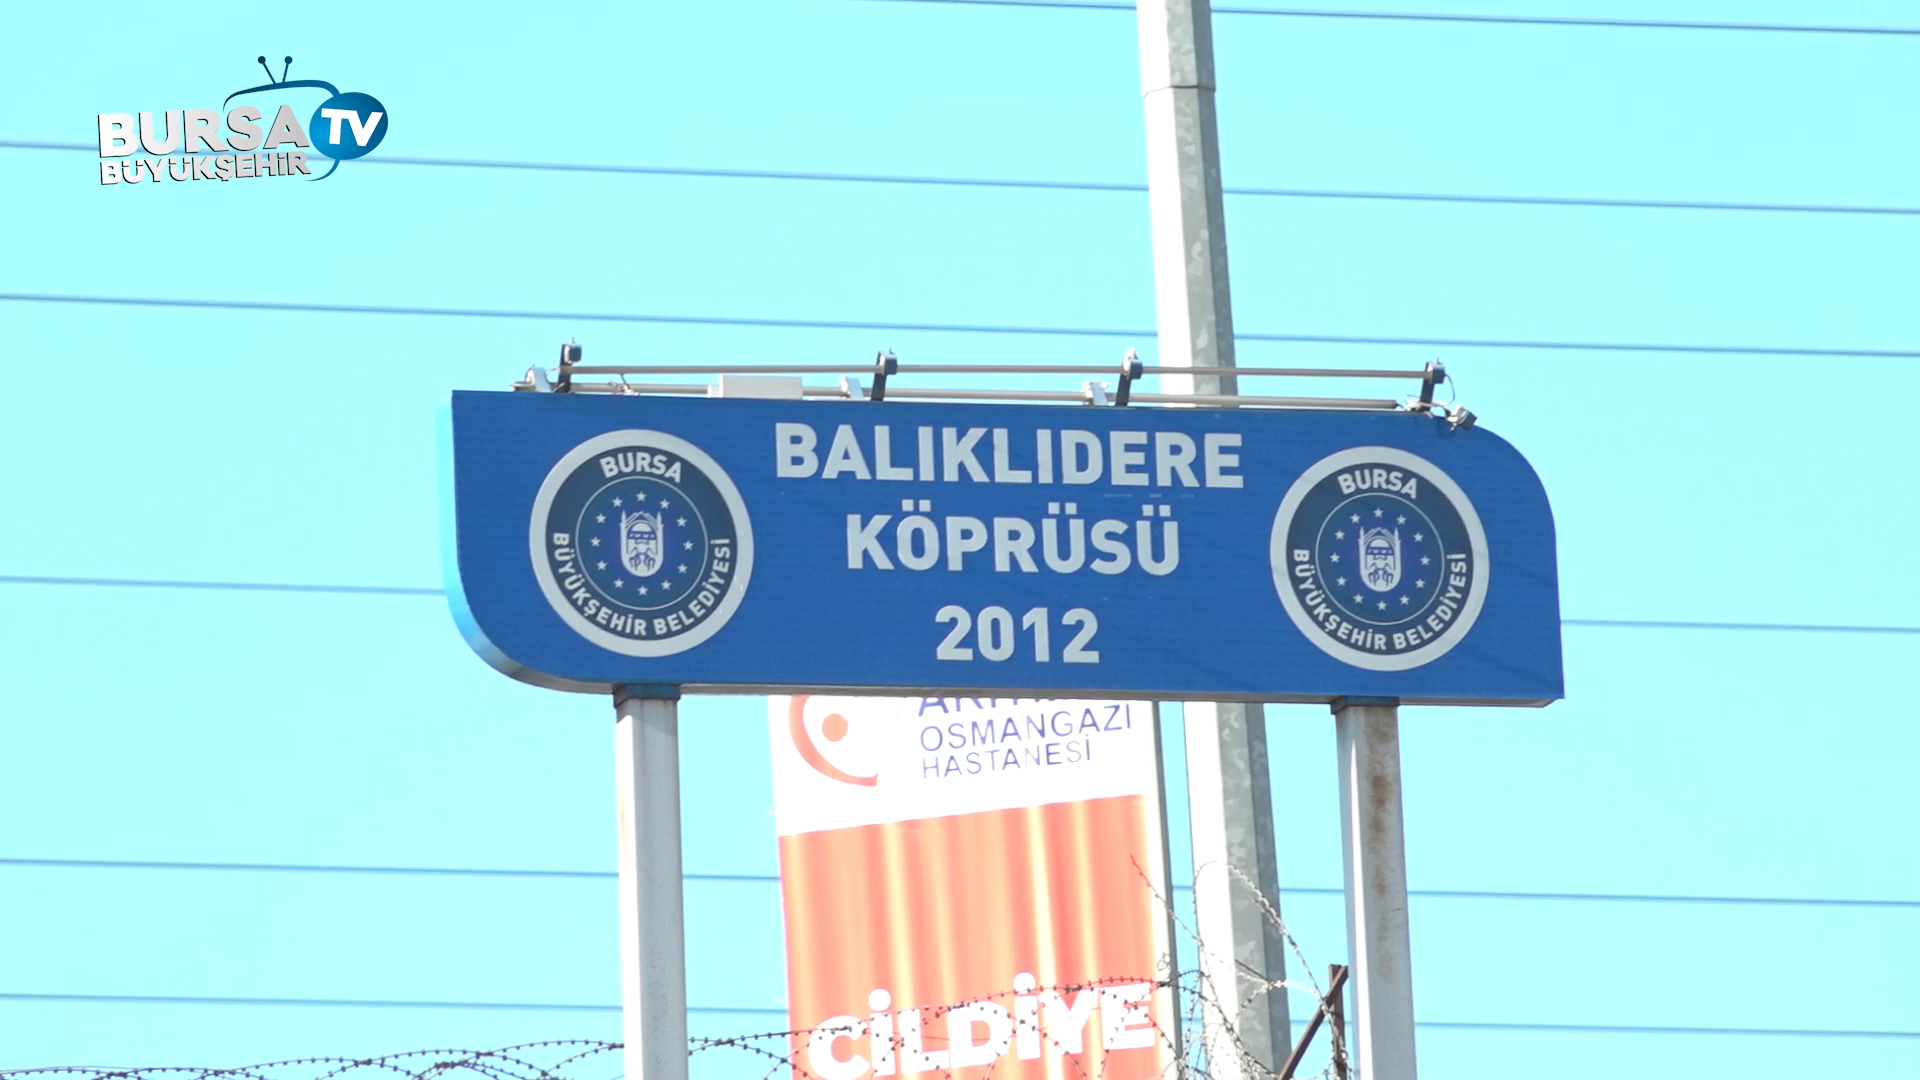 BURSA TV
BÜYÜKŞEHİR
BALIKLIDERE
KÖPRÜSÜ
2012
BURSA
BÜYÜKŞEHİR BELEDİYESİ
BURSA
BÜYÜKŞEHİR BELEDİYESİ
OSMANGAZİ
HASTANESİ
CİLDİYE